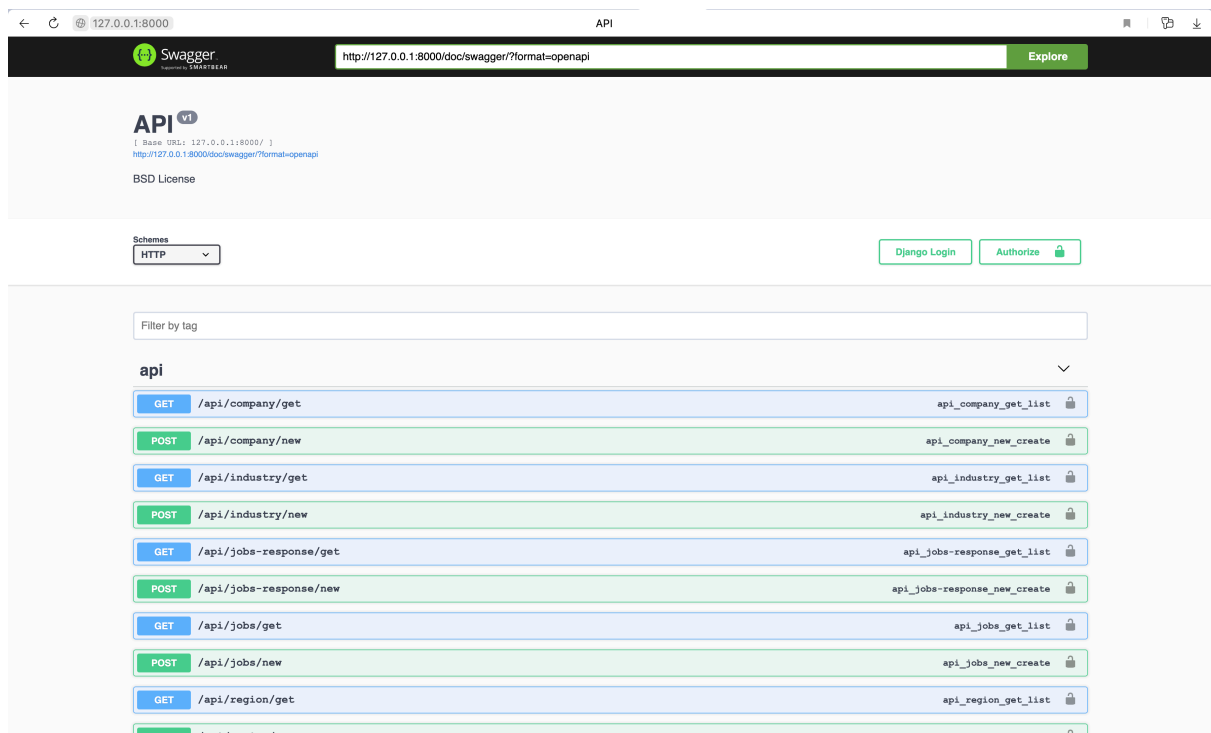 127.0.0.1:8000 API
Swagger. http://127.0.0.1:8000/doc/swagger/?format=openapi Explore
Supported by SMARTBEAR
API v1
[ Base URL: 127.0.0.1:8000/ ]
http://127.0.0.1:8000/doc/swagger/?format=openapi
BSD License
Schemes
HTTP Django Login Authorize
Filter by tag
api
GET /api/company/get api_company_get_list
POST /api/company/new api_company_new_create
GET /api/industry/get api_industry_get_list
POST /api/industry/new api_industry_new_create
GET /api/jobs-response/get api_jobs-response_get_list
POST /api/jobs-response/new api_jobs-response_new_create
GET /api/jobs/get api_jobs_get_list
POST /api/jobs/new api_jobs_new_create
GET /api/region/get api_region_get_list